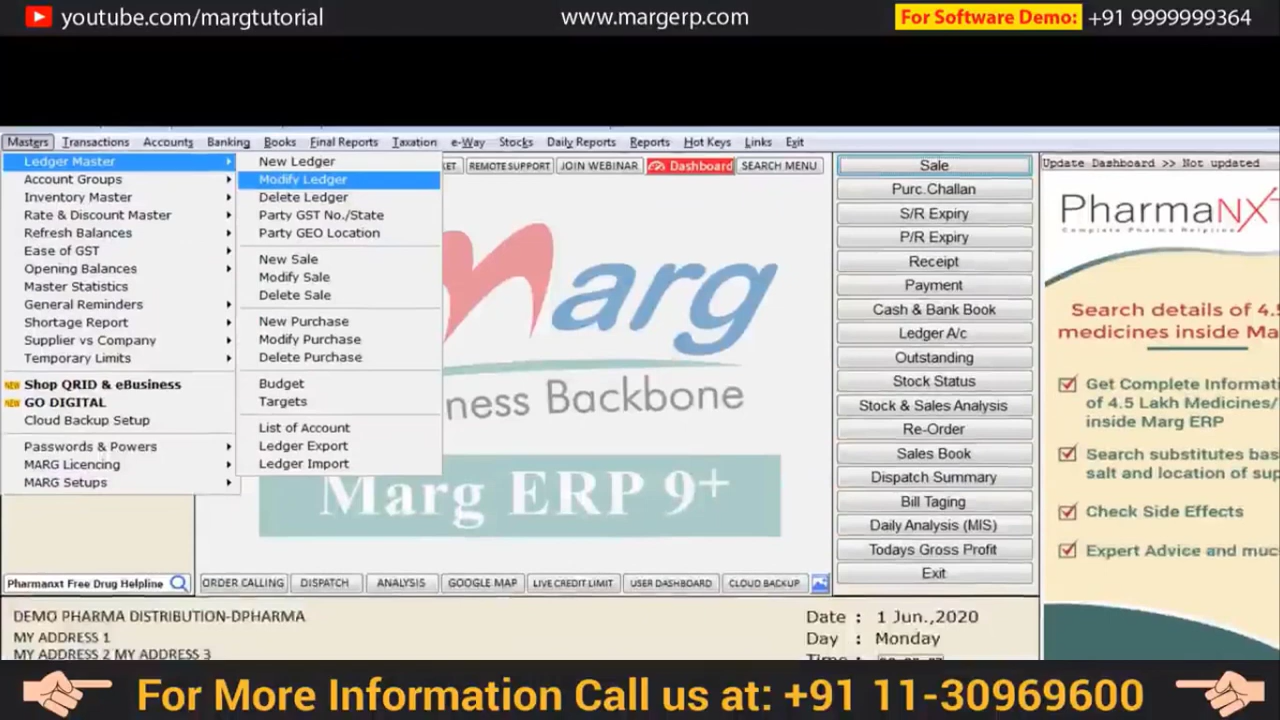 youtube.com/margtutorial
www.margerp.com
For Software Demo: +91 9999999364
Masters Transactions Accounts Banking Books Final Reports Taxation e-Way Stocks Daily Reports Reports Hot Keys Links Exit
Ledger Master
Account Groups
Inventory Master
Rate & Discount Master
Refresh Balances
Ease of GST
Opening Balances
Master Statistics
General Reminders
Shortage Report
Supplier vs Company
Temporary Limits
NEW Shop QRID & eBusiness
NEW GO DIGITAL
Cloud Backup Setup
Passwords & Powers
MARG Licencing
MARG Setups
New Ledger
Modify Ledger
Delete Ledger
Party GST No./State
Party GEO Location
New Sale
Modify Sale
Delete Sale
New Purchase
Modify Purchase
Delete Purchase
Budget
Targets
List of Account
Ledger Export
Ledger Import
REMOTE SUPPORT JOIN WEBINAR Dashboard SEARCH MENU
marg
ness Backbone
Marg ERP 9+
Sale
Purc.Challan
S/R Expiry
P/R Expiry
Receipt
Payment
Cash & Bank Book
Ledger A/c
Outstanding
Stock Status
Stock & Sales Analysis
Re-Order
Sales Book
Dispatch Summary
Bill Taging
Daily Analysis (MIS)
Todays Gross Profit
Exit
Update Dashboard >> Not updated
PharmaNXT
Complete Pharma Helpline
Search details of 4.5
medicines inside Ma
Get Complete Informati
of 4.5 Lakh Medicines/
inside Marg ERP
Search substitutes bas
salt and location of sup
Check Side Effects
Expert Advice and muc
Pharmanxt Free Drug Helpline
ORDER CALLING DISPATCH ANALYSIS GOOGLE MAP LIVE CREDIT LIMIT USER DASHBOARD CLOUD BACKUP
DEMO PHARMA DISTRIBUTION-DPHARMA
MY ADDRESS 1
MY ADDRESS 2 MY ADDRESS 3
Date : 1 Jun.,2020
Day : Monday
Time :
For More Information Call us at: +91 11-30969600